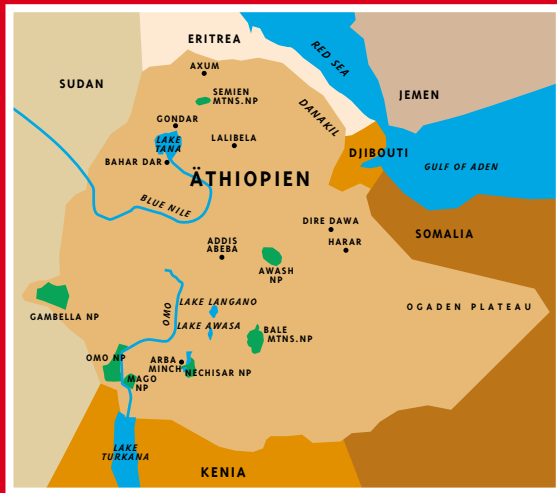 ERITREA
RED SEA
AXUM
SUDAN
SEMIEN
MTNS.NP
JEMEN
DANAKIL
GONDAR
LAKE
TANA
LALIBELA
DJIBOUTI
BAHAR DAR
GULF OF ADEN
ÄTHIOPIEN
BLUE NILE
DIRE DAWA
SOMALIA
ADDIS
ABEBA
HARAR
AWASH
NP
LAKE LANGANO
OGADEN PLATEAU
GAMBELLA NP
OMO
LAKE AWASA
BALE
MTNS.NP
OMO NP
ARBA
MINCH
NECHISAR NP
MAGO
NP
LAKE
TURKANA
KENIA